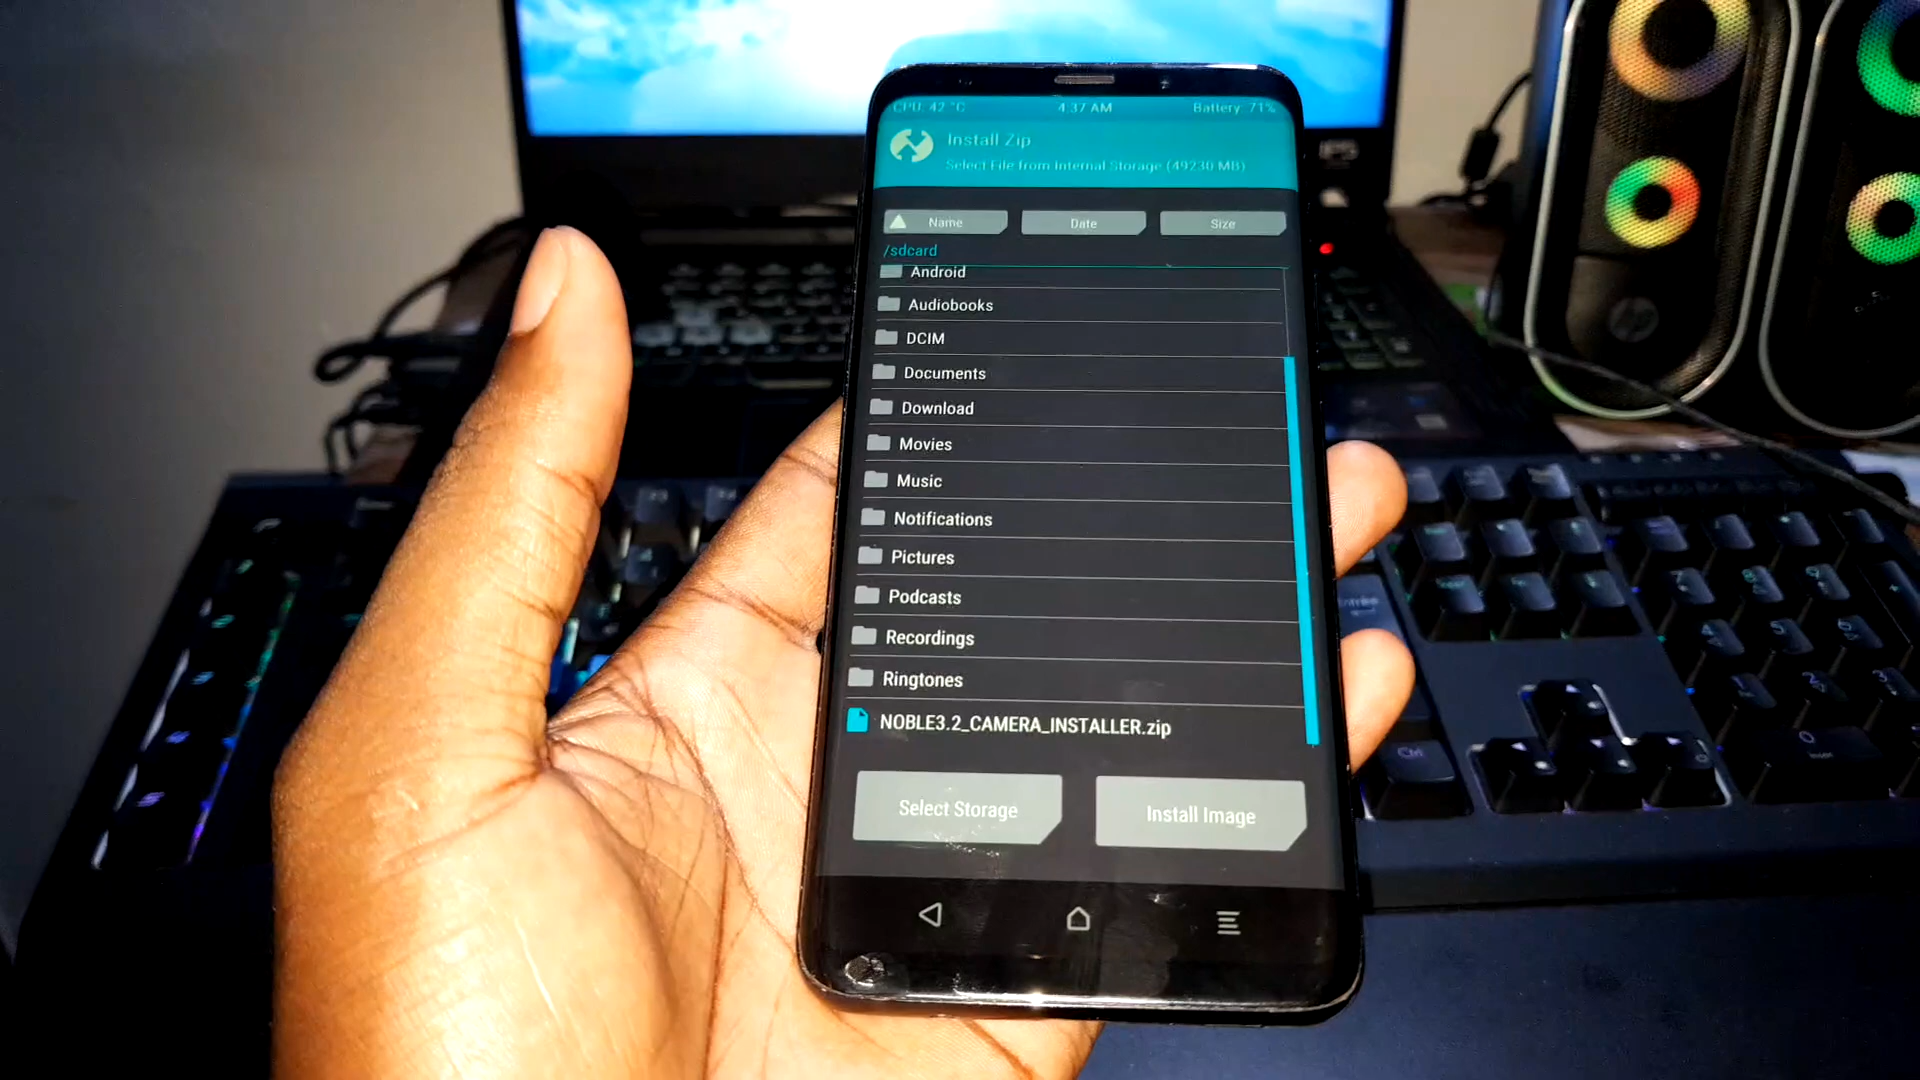 CPU: 42 °C 4:37 AM Battery: 71%
Install Zip
Select File from Internal Storage (49230 MB)
Name Date Size
/sdcard
Android
Audiobooks
DCIM
Documents
Download
Movies
Music
Notifications
Pictures
Podcasts
Recordings
Ringtones
NOBLE3.2_CAMERA_INSTALLER.zip
Select Storage Install Image
hp
Ctrl